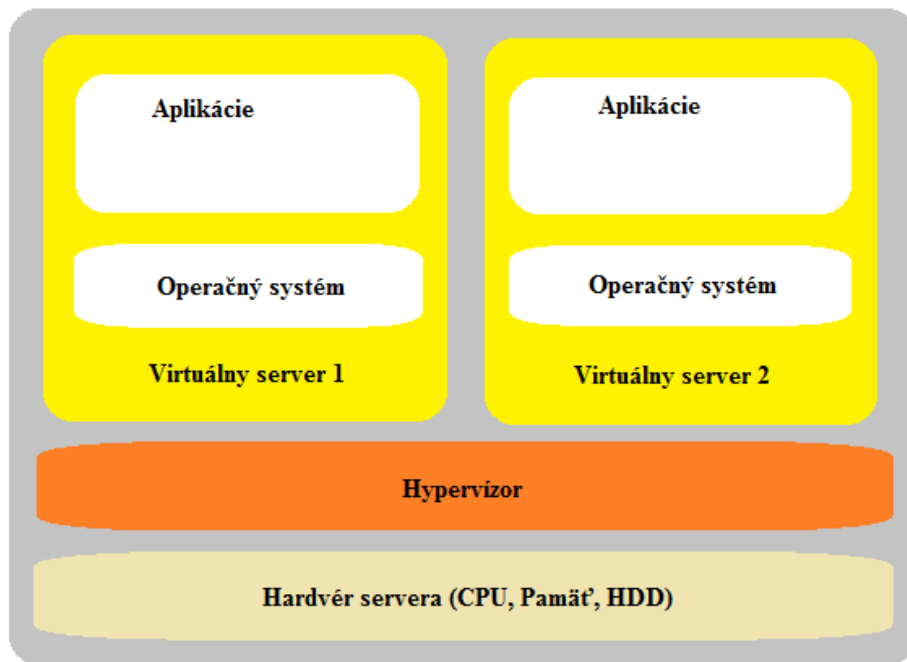 Aplikácie
Operačný systém
Virtuálny server 1
Aplikácie
Operačný systém
Virtuálny server 2
Hypervízor
Hardvér servera (CPU, Pamäť, HDD)